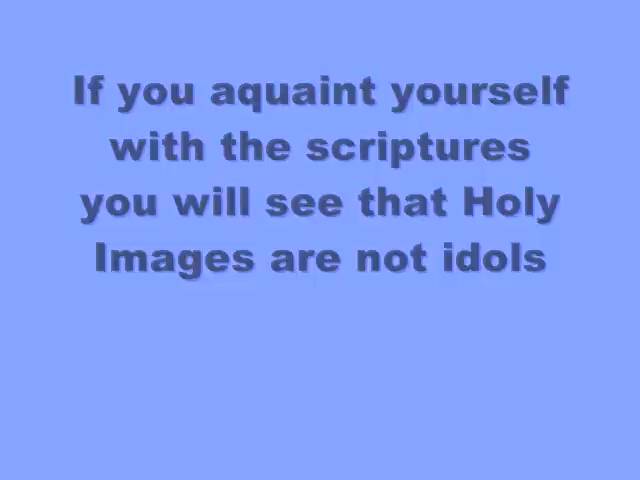 If you aquaint yourself
with the scriptures
you will see that Holy
Images are not idols